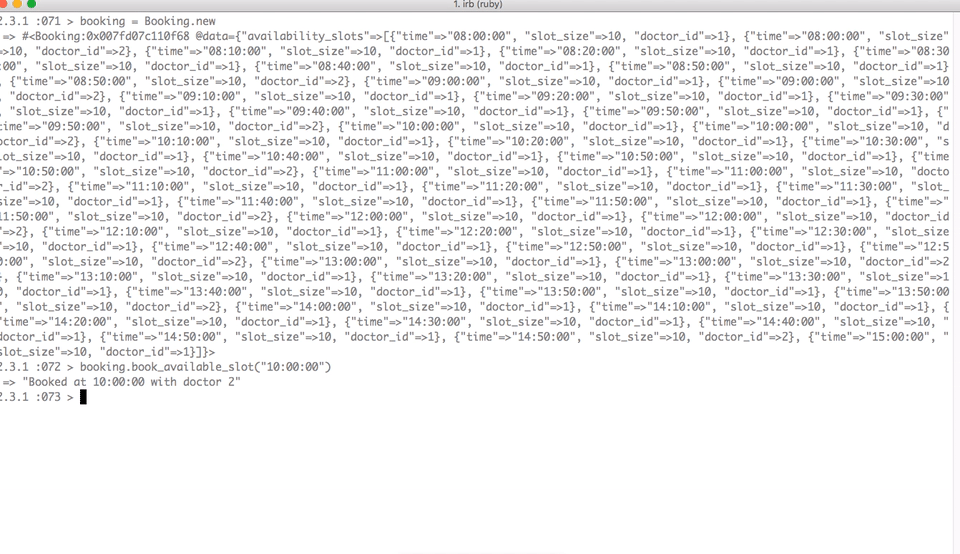 1. irb (ruby)
2.3.1 :071 > booking = Booking.new
=> #<Booking:0x007fd07c110f68 @data={"availability_slots"=>[{"time"=>"08:00:00", "slot_size"=>10, "doctor_id"=>1}, {"time"=>"08:00:00", "slot_size"
=>10, "doctor_id"=>2}, {"time"=>"08:10:00", "slot_size"=>10, "doctor_id"=>1}, {"time"=>"08:20:00", "slot_size"=>10, "doctor_id"=>1}, {"time"=>"08:30
:00", "slot_size"=>10, "doctor_id"=>1}, {"time"=>"08:40:00", "slot_size"=>10, "doctor_id"=>1}, {"time"=>"08:50:00", "slot_size"=>10, "doctor_id"=>1}
, {"time"=>"08:50:00", "slot_size"=>10, "doctor_id"=>2}, {"time"=>"09:00:00", "slot_size"=>10, "doctor_id"=>1}, {"time"=>"09:00:00", "slot_size"=>10
, "doctor_id"=>2}, {"time"=>"09:10:00", "slot_size"=>10, "doctor_id"=>1}, {"time"=>"09:20:00", "slot_size"=>10, "doctor_id"=>1}, {"time"=>"09:30:00"
, "slot_size"=>10, "doctor_id"=>1}, {"time"=>"09:40:00", "slot_size"=>10, "doctor_id"=>1}, {"time"=>"09:50:00", "slot_size"=>10, "doctor_id"=>1}, {"
time"=>"09:50:00", "slot_size"=>10, "doctor_id"=>2}, {"time"=>"10:00:00", "slot_size"=>10, "doctor_id"=>1}, {"time"=>"10:00:00", "slot_size"=>10, "d
octor_id"=>2}, {"time"=>"10:10:00", "slot_size"=>10, "doctor_id"=>1}, {"time"=>"10:20:00", "slot_size"=>10, "doctor_id"=>1}, {"time"=>"10:30:00", "s
lot_size"=>10, "doctor_id"=>1}, {"time"=>"10:40:00", "slot_size"=>10, "doctor_id"=>1}, {"time"=>"10:50:00", "slot_size"=>10, "doctor_id"=>1}, {"time
"=>"10:50:00", "slot_size"=>10, "doctor_id"=>2}, {"time"=>"11:00:00", "slot_size"=>10, "doctor_id"=>1}, {"time"=>"11:00:00", "slot_size"=>10, "docto
r_id"=>2}, {"time"=>"11:10:00", "slot_size"=>10, "doctor_id"=>1}, {"time"=>"11:20:00", "slot_size"=>10, "doctor_id"=>1}, {"time"=>"11:30:00", "slot_
size"=>10, "doctor_id"=>1}, {"time"=>"11:40:00", "slot_size"=>10, "doctor_id"=>1}, {"time"=>"11:50:00", "slot_size"=>10, "doctor_id"=>1}, {"time"=>"
11:50:00", "slot_size"=>10, "doctor_id"=>2}, {"time"=>"12:00:00", "slot_size"=>10, "doctor_id"=>1}, {"time"=>"12:00:00", "slot_size"=>10, "doctor_id
"=>2}, {"time"=>"12:10:00", "slot_size"=>10, "doctor_id"=>1}, {"time"=>"12:20:00", "slot_size"=>10, "doctor_id"=>1}, {"time"=>"12:30:00", "slot_size
"=>10, "doctor_id"=>1}, {"time"=>"12:40:00", "slot_size"=>10, "doctor_id"=>1}, {"time"=>"12:50:00", "slot_size"=>10, "doctor_id"=>1}, {"time"=>"12:5
0:00", "slot_size"=>10, "doctor_id"=>2}, {"time"=>"13:00:00", "slot_size"=>10, "doctor_id"=>1}, {"time"=>"13:00:00", "slot_size"=>10, "doctor_id"=>2
}, {"time"=>"13:10:00", "slot_size"=>10, "doctor_id"=>1}, {"time"=>"13:20:00", "slot_size"=>10, "doctor_id"=>1}, {"time"=>"13:30:00", "slot_size"=>1
0, "doctor_id"=>1}, {"time"=>"13:40:00", "slot_size"=>10, "doctor_id"=>1}, {"time"=>"13:50:00", "slot_size"=>10, "doctor_id"=>1}, {"time"=>"13:50:00
", "slot_size"=>10, "doctor_id"=>2}, {"time"=>"14:00:00", "slot_size"=>10, "doctor_id"=>1}, {"time"=>"14:10:00", "slot_size"=>10, "doctor_id"=>1}, {
"time"=>"14:20:00", "slot_size"=>10, "doctor_id"=>1}, {"time"=>"14:30:00", "slot_size"=>10, "doctor_id"=>1}, {"time"=>"14:40:00", "slot_size"=>10, "
doctor_id"=>1}, {"time"=>"14:50:00", "slot_size"=>10, "doctor_id"=>1}, {"time"=>"14:50:00", "slot_size"=>10, "doctor_id"=>2}, {"time"=>"15:00:00", "
slot_size"=>10, "doctor_id"=>1}]}>
2.3.1 :072 > booking.book_available_slot("10:00:00")
=> "Booked at 10:00:00 with doctor 2"
2.3.1 :073 >